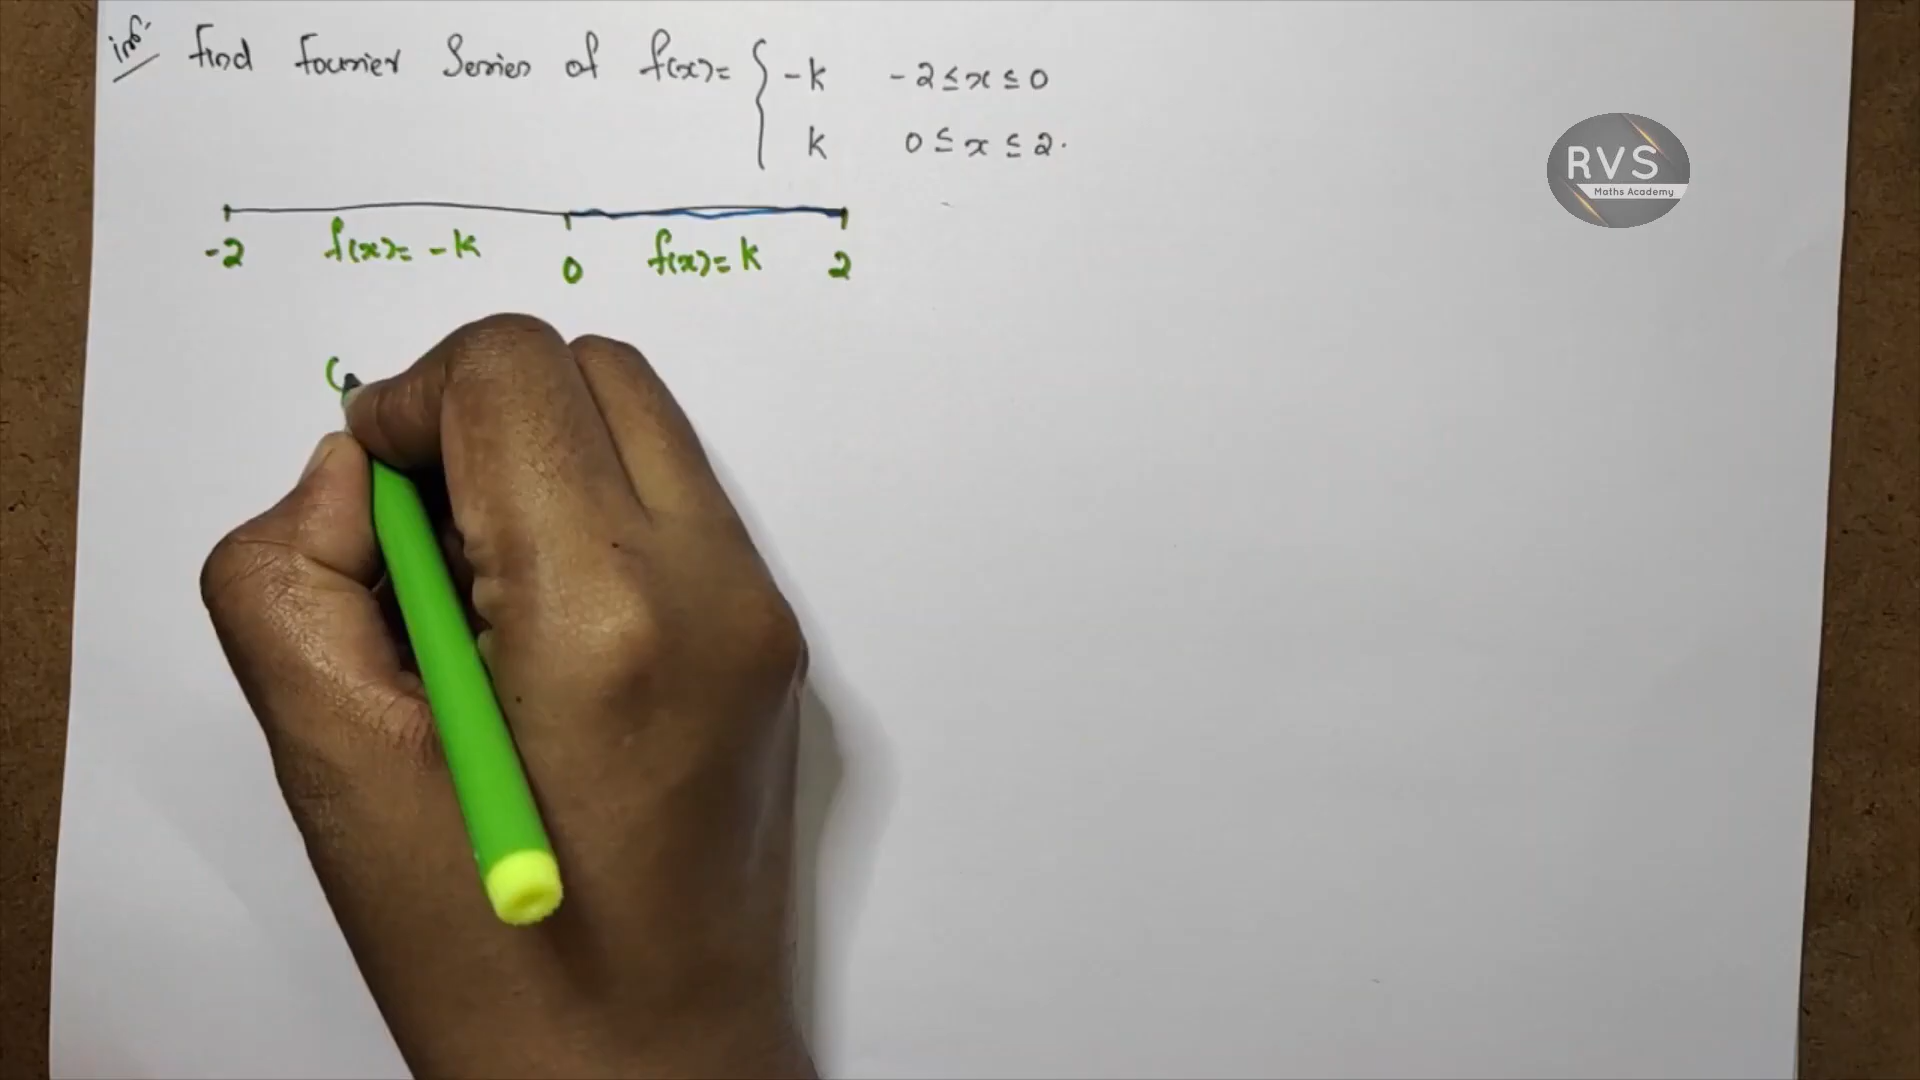 Find Fourier Series of f(x) = { -k   -2 ≤ x ≤ 0
k   0 ≤ x ≤ 2.
RVS
Maths Academy
-2   f(x) = -k   0   f(x) = k   2